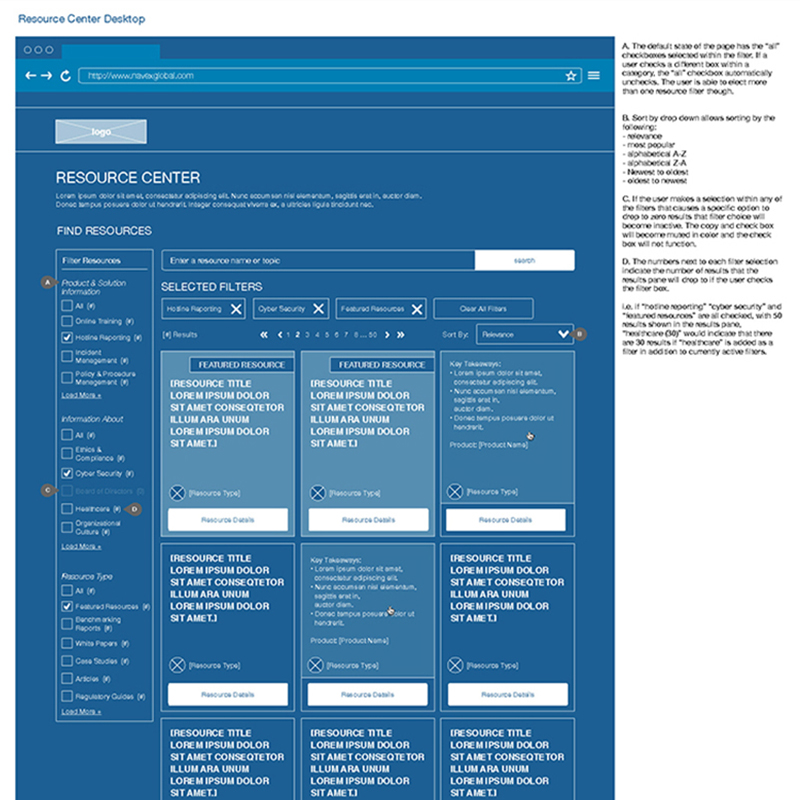 Resource Center Desktop
http://www.navexglobal.com
logo
RESOURCE CENTER
Lorem ipsum dolor sit amet, consectetur adipiscing elit. Nunc accumsan nisi elementum, sagittis erat in, auctor diam.
Donec tempus posuere dolor ut hendrerit. Integer consequat viverra ex, a ultricies ligula tincidunt nec.
FIND RESOURCES
Filter Resources
A
Product & Solution
Information
All (#)
Online Training (#)
Hotline Reporting (#)
Incident
Management (#)
Policy & Procedure
Management (#)
Load More »
Information About
All (#)
Ethics &
Compliance (#)
Cyber Security (#)
C
Board of Directors (0)
Healthcare (#)
D
Organizational
Culture (#)
Load More »
Resource Type
All (#)
Featured Resources (#)
Benchmarking
Reports (#)
White Papers (#)
Case Studies (#)
Articles (#)
Regulatory Guides (#)
Load More »
Enter a resource name or topic
search
SELECTED FILTERS
Hotline Reporting
Cyber Security
Featured Resources
Clear All Filters
[#] Results
1 2 3 4 5 6 7 8 ... 50
Sort By:
Relevance
B
FEATURED RESOURCE
[RESOURCE TITLE
LOREM IPSUM DOLOR
SIT AMET CONSEQTETOR
ILLUM ARA UNUM
LOREM IPSUM DOLOR
SIT AMET.]
[Resource Type]
Resource Details
FEATURED RESOURCE
[RESOURCE TITLE
LOREM IPSUM DOLOR
SIT AMET CONSEQTETOR
ILLUM ARA UNUM
LOREM IPSUM DOLOR
SIT AMET.]
[Resource Type]
Resource Details
Key Takeaways:
• Lorem ipsum dolor sit amet,
consectetur adipiscing elit.
• Nunc accumsan nisi elementum,
sagittis erat in,
auctor diam.
• Donec tempus posuere dolor ut
hendrerit.
Product: [Product Name]
[Resource Type]
Resource Details
[RESOURCE TITLE
LOREM IPSUM DOLOR
SIT AMET CONSEQTETOR
ILLUM ARA UNUM
LOREM IPSUM DOLOR
SIT AMET.]
[Resource Type]
Resource Details
Key Takeaways:
• Lorem ipsum dolor sit amet,
consectetur adipiscing elit.
• Nunc accumsan nisi elementum,
sagittis erat in,
auctor diam.
• Donec tempus posuere dolor ut
hendrerit.
Product: [Product Name]
[Resource Type]
Resource Details
[RESOURCE TITLE
LOREM IPSUM DOLOR
SIT AMET CONSEQTETOR
ILLUM ARA UNUM
LOREM IPSUM DOLOR
SIT AMET.]
[Resource Type]
Resource Details
[RESOURCE TITLE
LOREM IPSUM DOLOR
SIT AMET CONSEQTETOR
ILLUM ARA UNUM
LOREM IPSUM DOLOR
SIT AMET.]
[RESOURCE TITLE
LOREM IPSUM DOLOR
SIT AMET CONSEQTETOR
ILLUM ARA UNUM
LOREM IPSUM DOLOR
SIT AMET.]
[RESOURCE TITLE
LOREM IPSUM DOLOR
SIT AMET CONSEQTETOR
ILLUM ARA UNUM
LOREM IPSUM DOLOR
SIT AMET.]
A. The default state of the page has the "all"
checkboxes selected within the filter. If a
user checks a different box within a
category, the "all" checkbox automatically
unchecks. The user is able to elect more
than one resource filter though.
B. Sort by drop down allows sorting by the
following:
- relevance
- most popular
- alphabetical A-Z
- alphabetical Z-A
- Newest to oldest
- oldest to newest
C. If the user makes a selection within any of
the filters that causes a specific option to
drop to zero results that filter choice will
become inactive. The copy and check box
will become muted in color and the check
box will not function.
D. The numbers next to each filter selection
indicate the number of results that the
results pane will drop to if the user checks
the filter box.
i.e. if "hotline reporting" "cyber security" and
"featured resources" are all checked, with 50
results shown in the results pane,
"healthcare (30)" would indicate that there
are 30 results if "healthcare" is added as a
filter in addition to currently active filters.